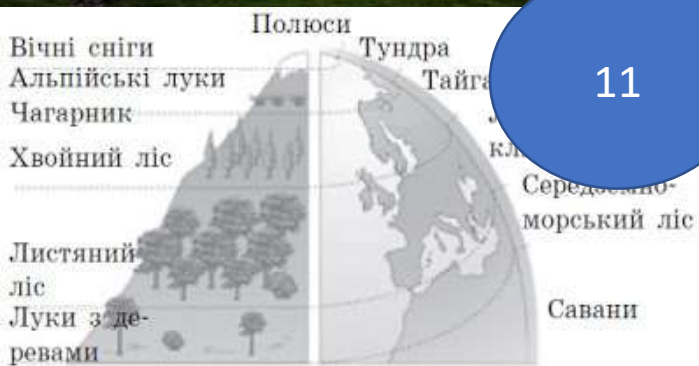 Полюси
Вічні сніги
Альпійські луки
Чагарник
Хвойний ліс
Листяний
ліс
Луки з де-
ревами
Тундра
Тайга
11
Середземно-
морський ліс
Савани